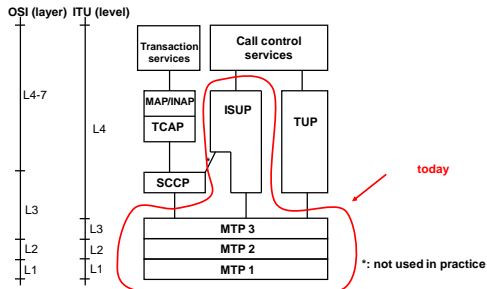 OSI (layer) ITU (level)
Transaction
services
Call control
services
L4-7
L4
MAP/INAP
TCAP
ISUP
TUP
*
SCCP
today
L3
L3
MTP 3
L2
L2
MTP 2
*: not used in practice
L1
L1
MTP 1